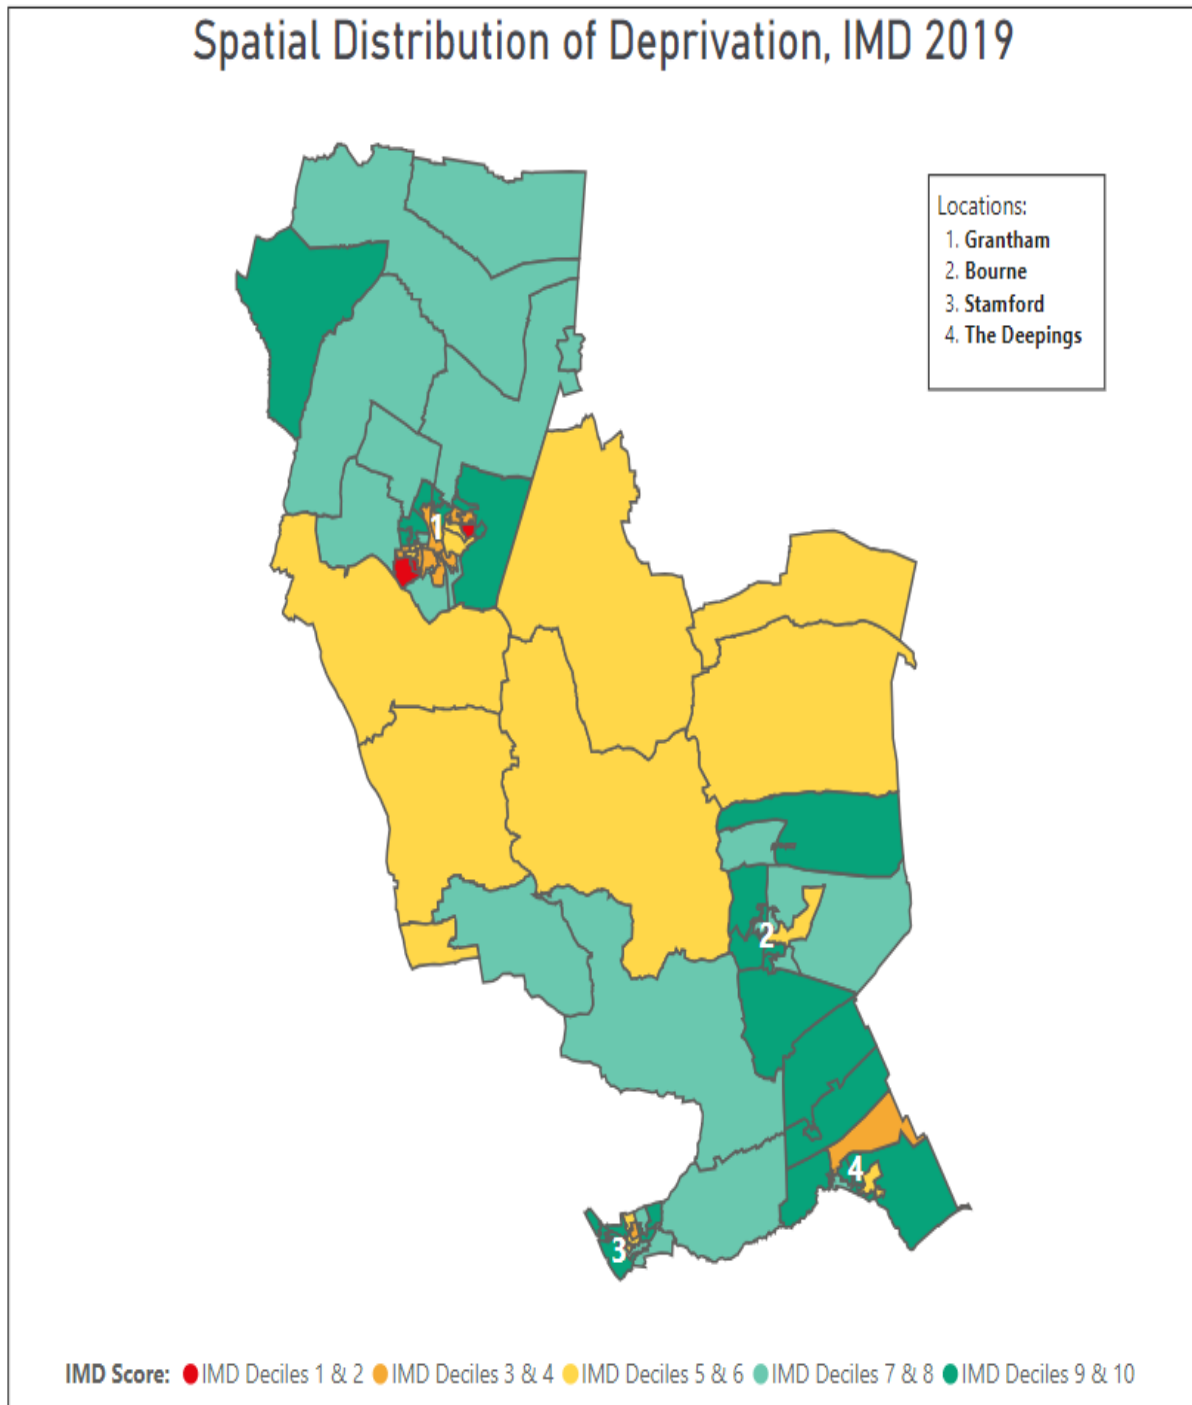 Spatial Distribution of Deprivation, IMD 2019
Locations:
1. Grantham
2. Bourne
3. Stamford
4. The Deepings
1
2
4
3
IMD Score: IMD Deciles 1 & 2 IMD Deciles 3 & 4 IMD Deciles 5 & 6 IMD Deciles 7 & 8 IMD Deciles 9 & 10